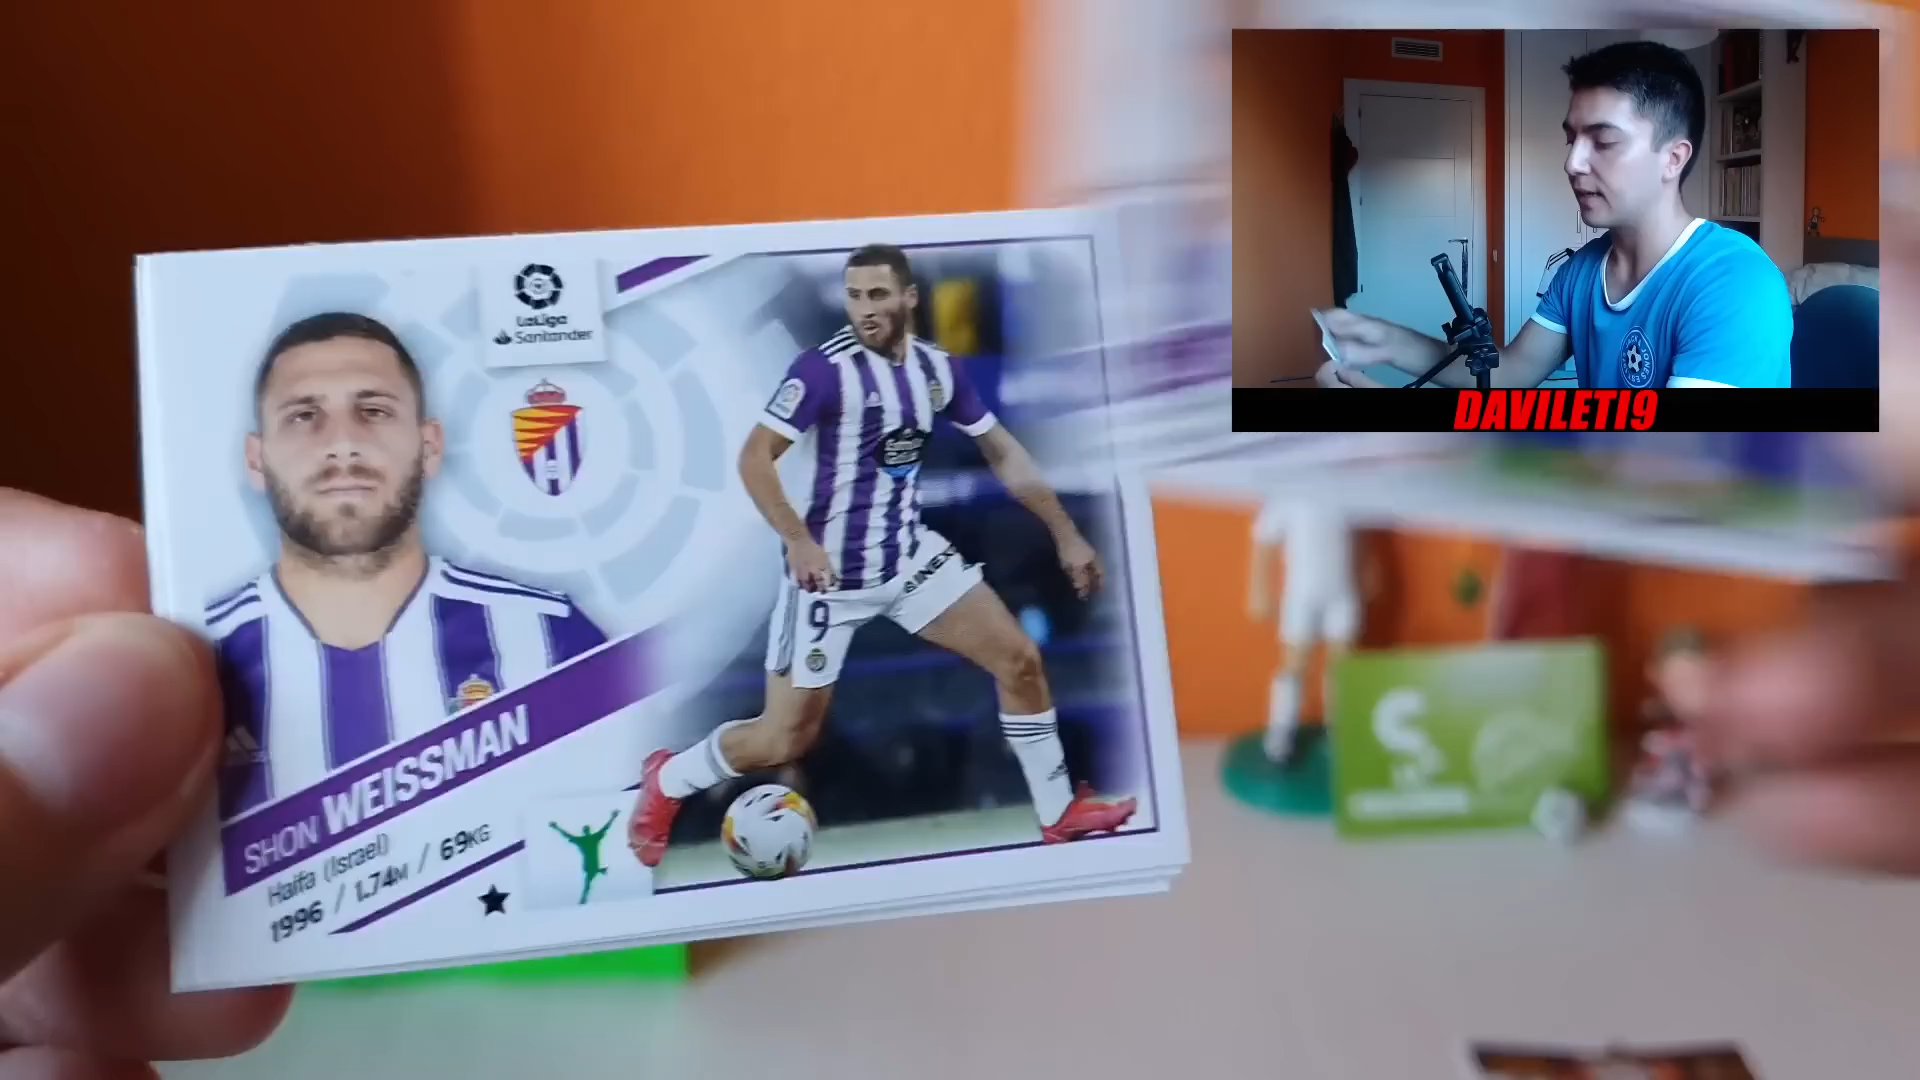 LaLiga
Santander
SHON WEISSMAN
Haifa (Israel)
1996 / 1.74M / 69KG
9
DAVILETI9